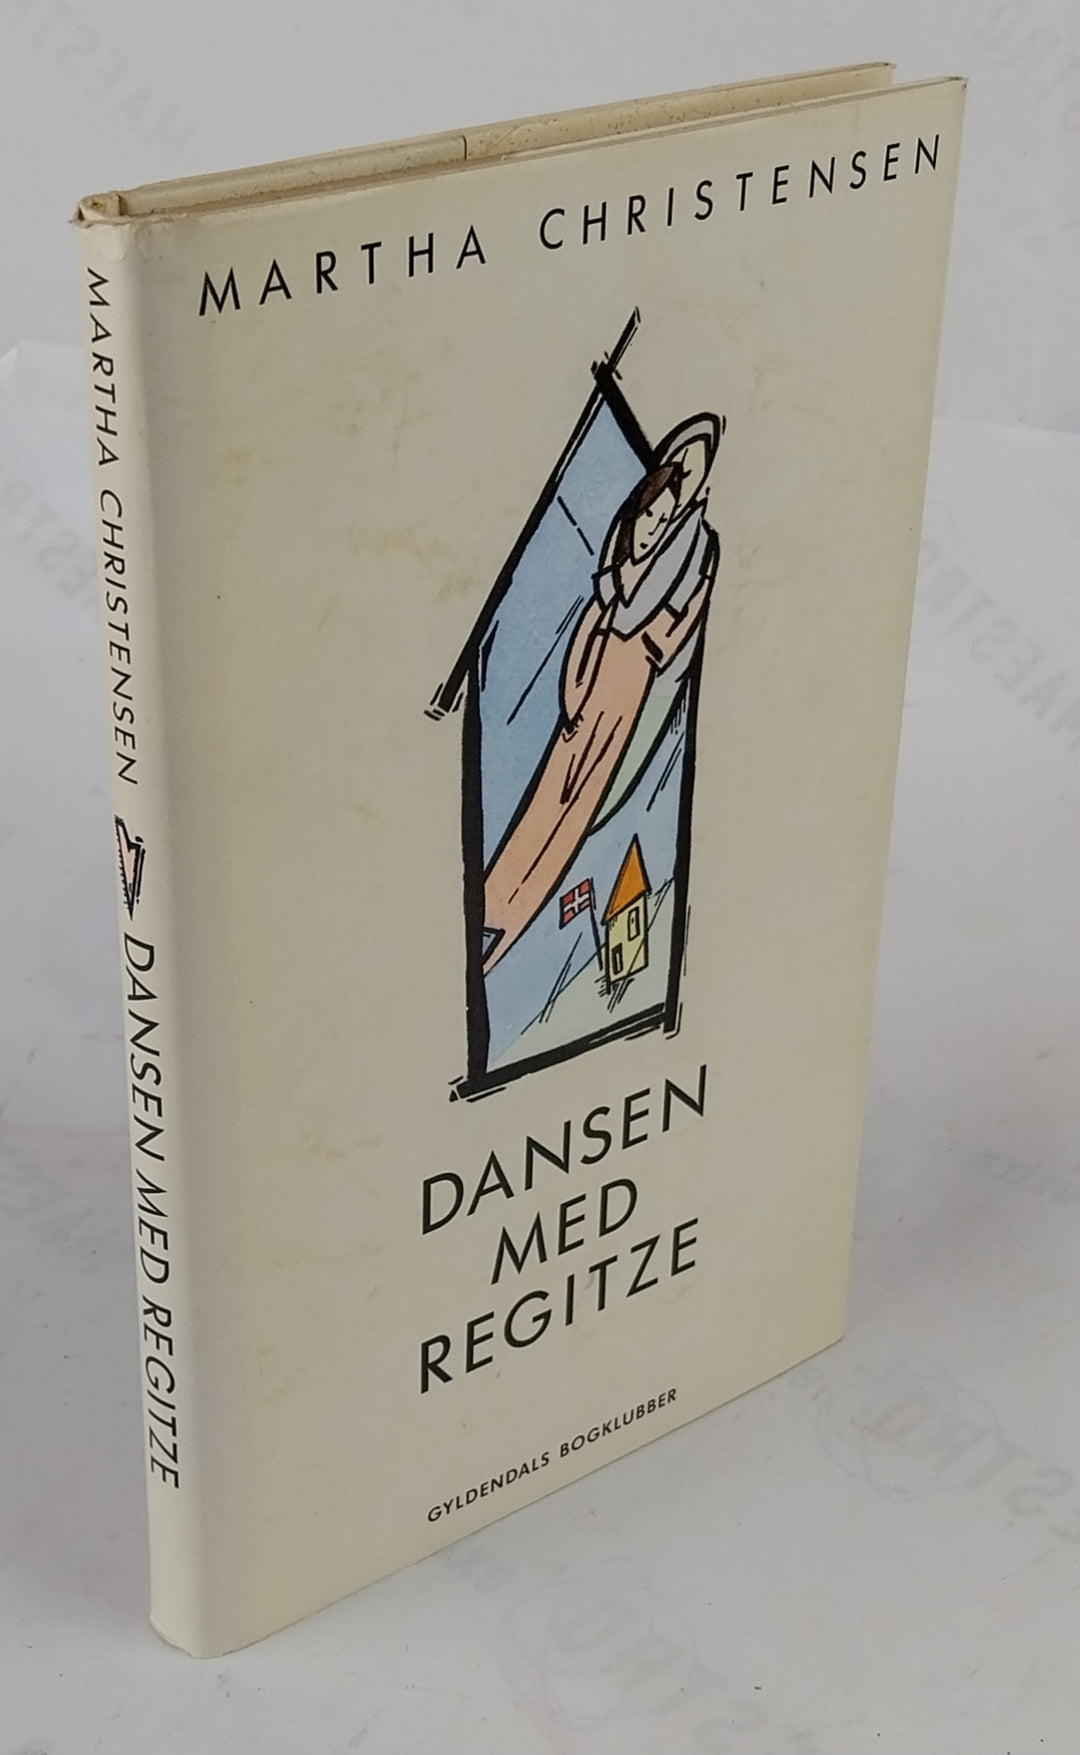 MARTHA CHRISTENSEN
DANSEN
MED
REGITZE
GYLDENDALS BOGKLUBBER
MARTHA CHRISTENSEN DANSEN MED REGITZE